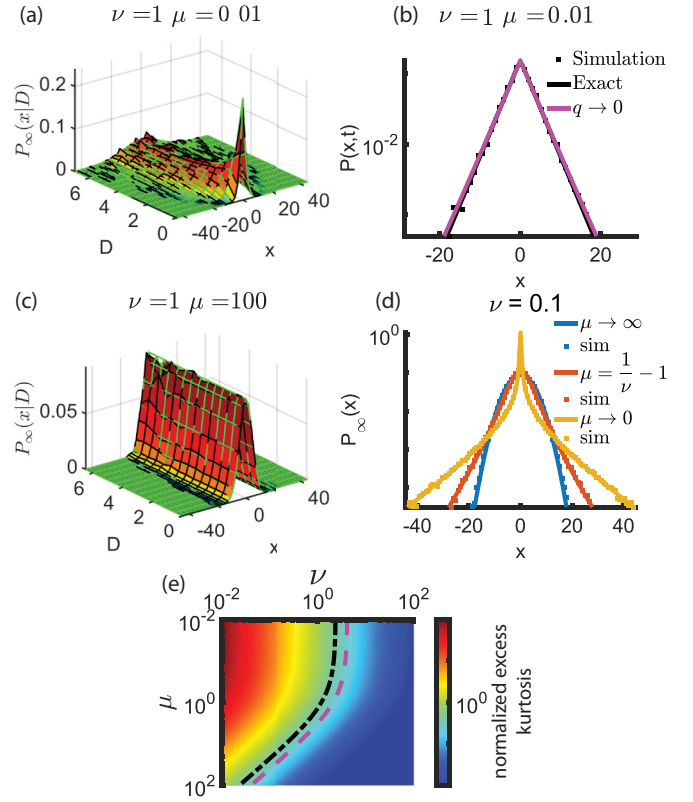 (a) ν =1 μ =0 01
P∞(x|D)
0.2
0.1
0
6 4 2 0
D
-40 -20 0 20 40
x
(b) ν =1 μ =0.01
P(x,t)
10^-2
Simulation
Exact
q → 0
-20 0 20
x
(c) ν =1 μ =100
P∞(x|D)
0.05
0
6 4 2 0
D
-40 0 40
x
(d) ν = 0.1
P∞(x)
10^0
μ → ∞
sim
μ = 1/ν − 1
sim
μ → 0
sim
-40 -20 0 20 40
x
(e) ν
10^-2 10^0 10^2
μ
10^-2
10^0
10^2
10^0
normalized excess
kurtosis